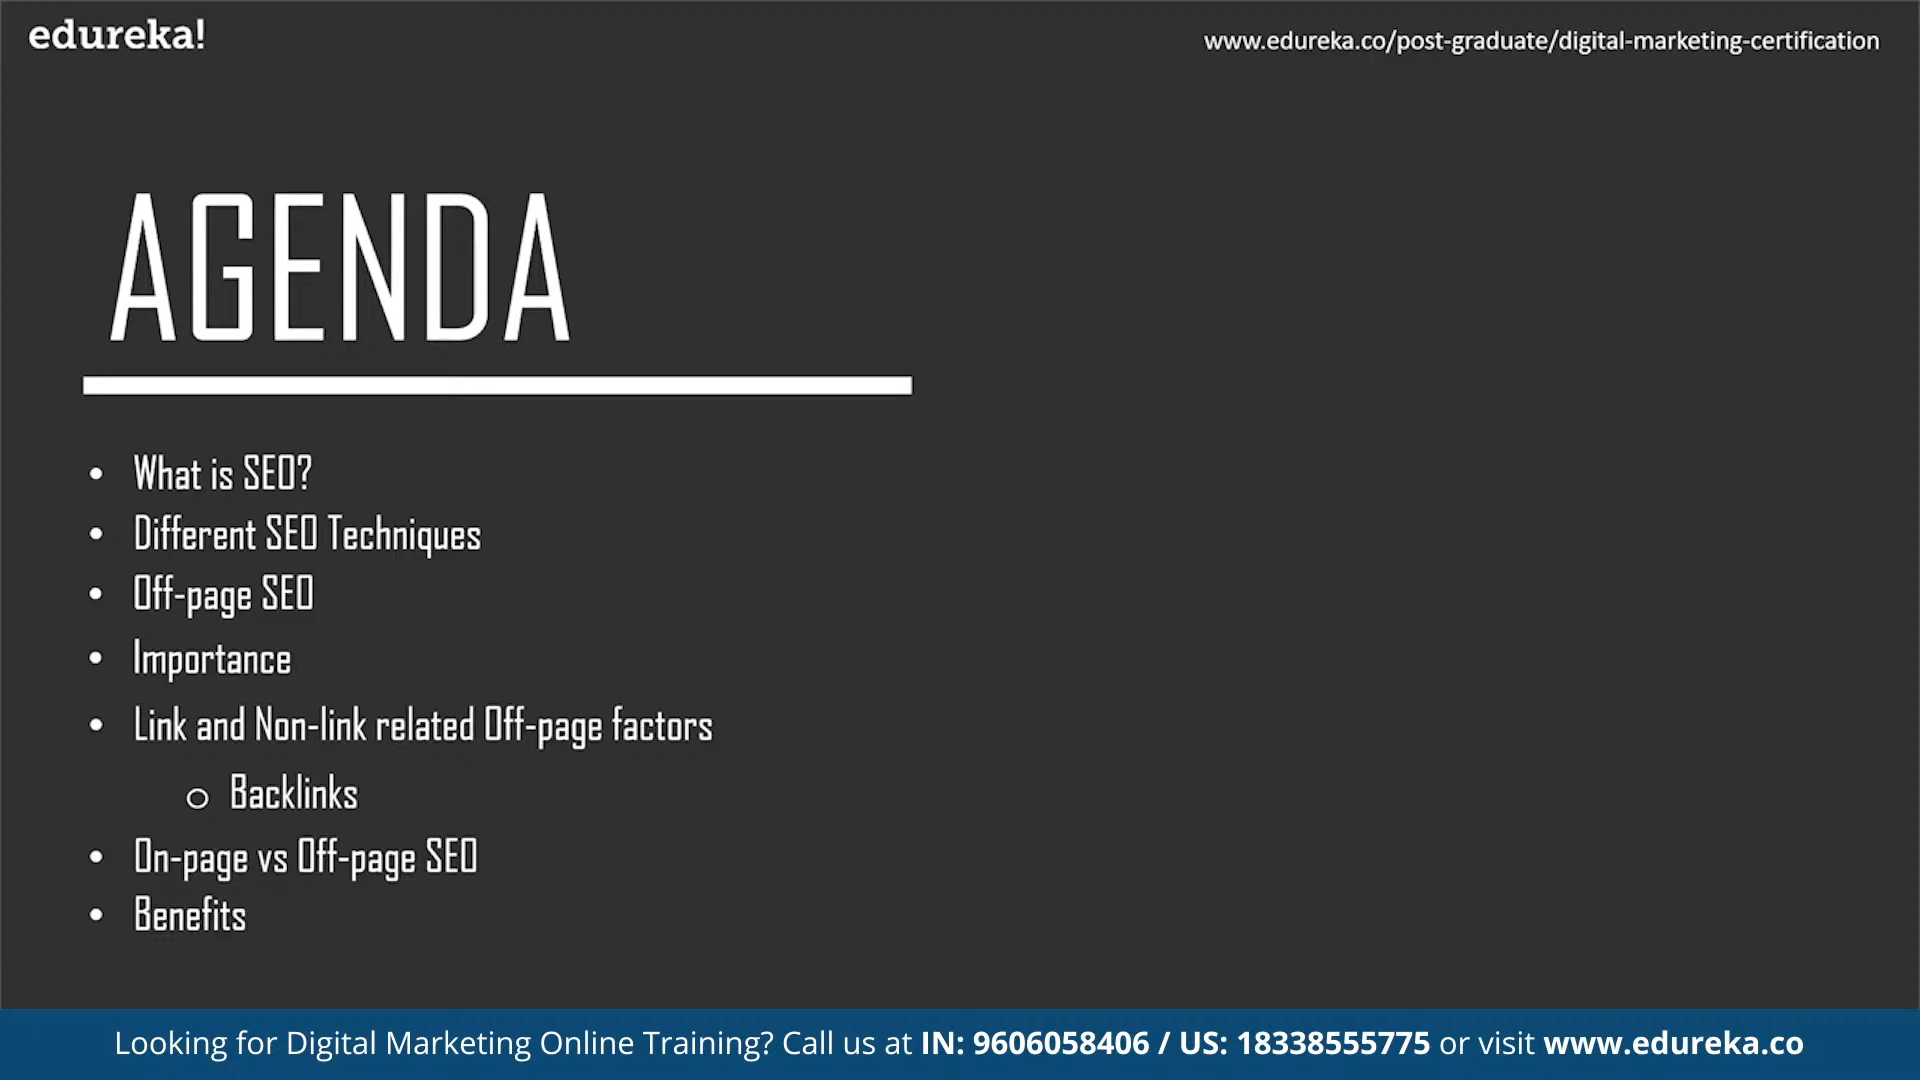 edureka!
www.edureka.co/post-graduate/digital-marketing-certification
AGENDA
• What is SEO?
• Different SEO Techniques
• Off-page SEO
• Importance
• Link and Non-link related Off-page factors
o Backlinks
• On-page vs Off-page SEO
• Benefits
Looking for Digital Marketing Online Training? Call us at IN: 9606058406 / US: 18338555775 or visit www.edureka.co